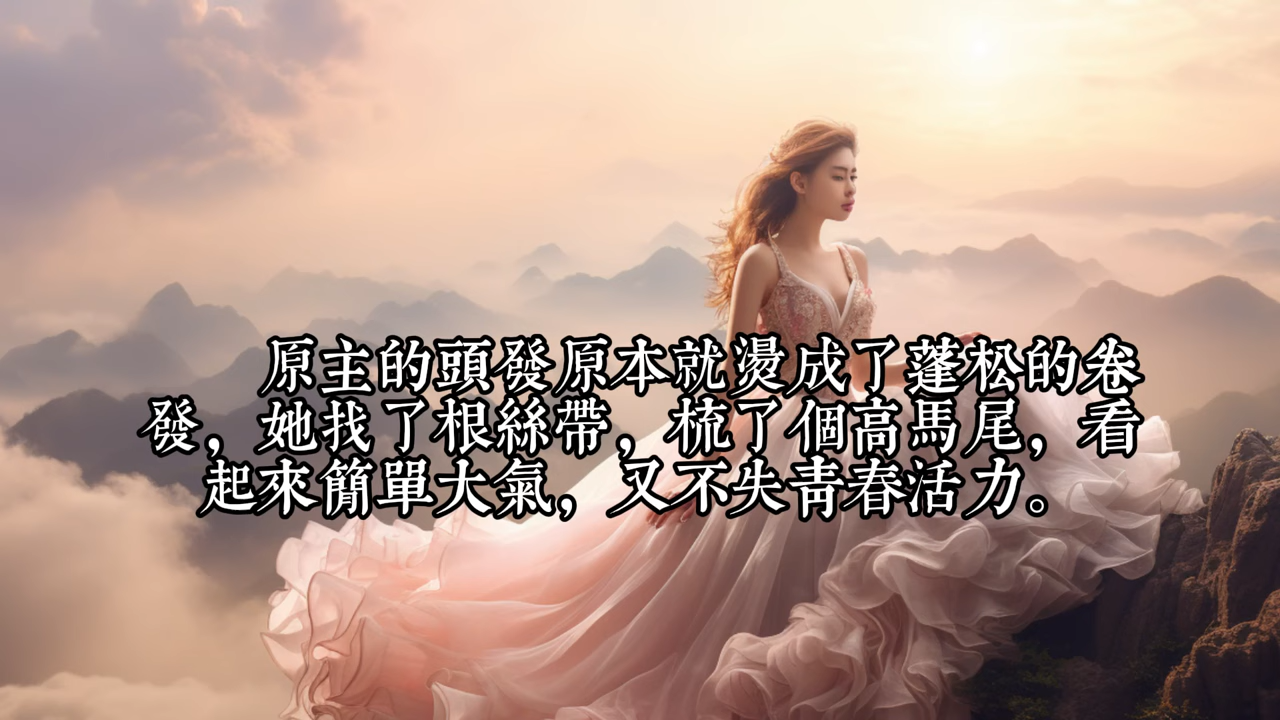 原主的頭發原本就燙成了蓬松的卷
發，她找了根絲帶，梳了個高馬尾，看
起來簡單大氣，又不失青春活力。